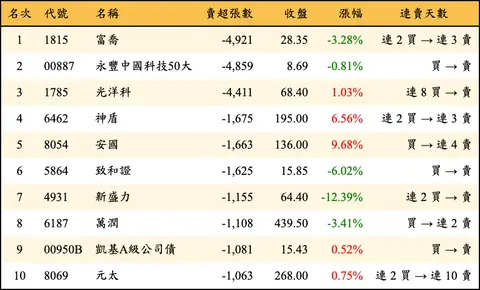 名次 代號 名稱 賣超張數 收盤 漲幅 連賣天數
1 1815 富喬 -4,921 28.35 -3.28% 連 2 買 → 連 3 賣
2 00887 永豐中國科技50大 -4,859 8.69 -0.81% 買 → 賣
3 1785 光洋科 -4,411 68.40 1.03% 連 8 買 → 賣
4 6462 神盾 -1,675 195.00 6.56% 連 2 買 → 連 3 賣
5 8054 安國 -1,663 136.00 9.68% 買 → 連 4 賣
6 5864 致和證 -1,625 15.85 -6.02% 買 → 賣
7 4931 新盛力 -1,155 64.40 -12.39% 連 2 買 → 賣
8 6187 萬潤 -1,108 439.50 -3.41% 買 → 連 2 賣
9 00950B 凱基A級公司債 -1,081 15.43 0.52% 買 → 賣
10 8069 元太 -1,063 268.00 0.75% 連 2 買 → 連 10 賣